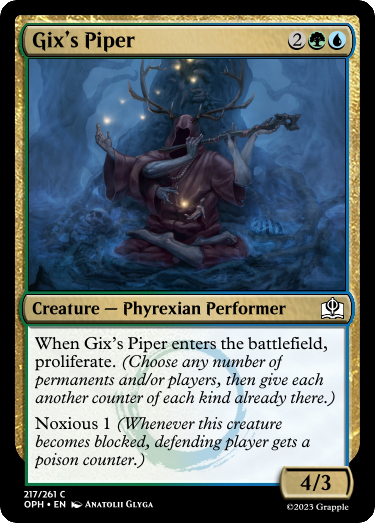 Gix's Piper 2
Creature — Phyrexian Performer
When Gix's Piper enters the battlefield,
proliferate. (Choose any number of
permanents and/or players, then give each
another counter of each kind already there.)
Noxious 1 (Whenever this creature
becomes blocked, defending player gets a
poison counter.)
4/3
217/261 C
OPH • EN Anatolii Glyga
©2023 Grapple